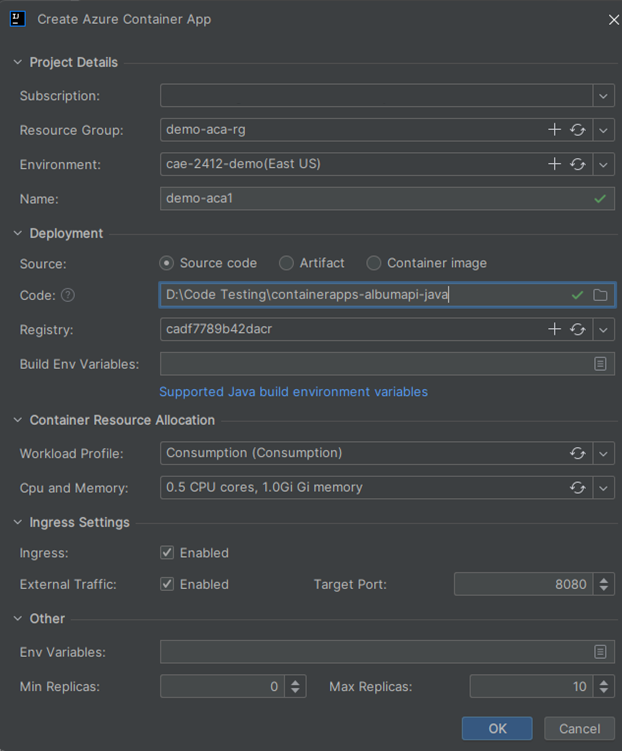 IJ
Create Azure Container App
Project Details
Subscription:
Resource Group: demo-aca-rg
Environment: cae-2412-demo(East US)
Name: demo-aca1
Deployment
Source: Source code Artifact Container image
Code: ? D:\Code Testing\containerapps-albumapi-java
Registry: cadf7789b42dacr
Build Env Variables:
Supported Java build environment variables
Container Resource Allocation
Workload Profile: Consumption (Consumption)
Cpu and Memory: 0.5 CPU cores, 1.0Gi Gi memory
Ingress Settings
Ingress: Enabled
External Traffic: Enabled Target Port: 8080
Other
Env Variables:
Min Replicas: 0 Max Replicas: 10
OK Cancel